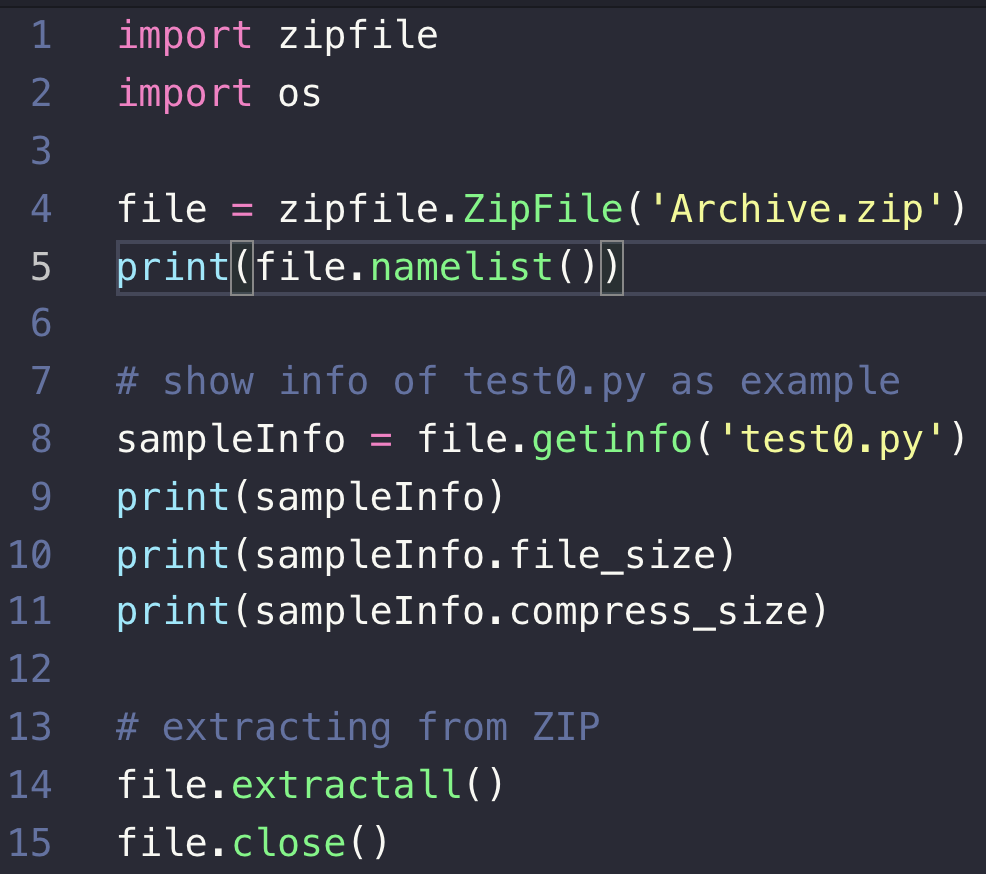 1 import zipfile
2 import os
3
4 file = zipfile.ZipFile('Archive.zip')
5 print(file.namelist())
6
7 # show info of test0.py as example
8 sampleInfo = file.getinfo('test0.py')
9 print(sampleInfo)
10 print(sampleInfo.file_size)
11 print(sampleInfo.compress_size)
12
13 # extracting from ZIP
14 file.extractall()
15 file.close()